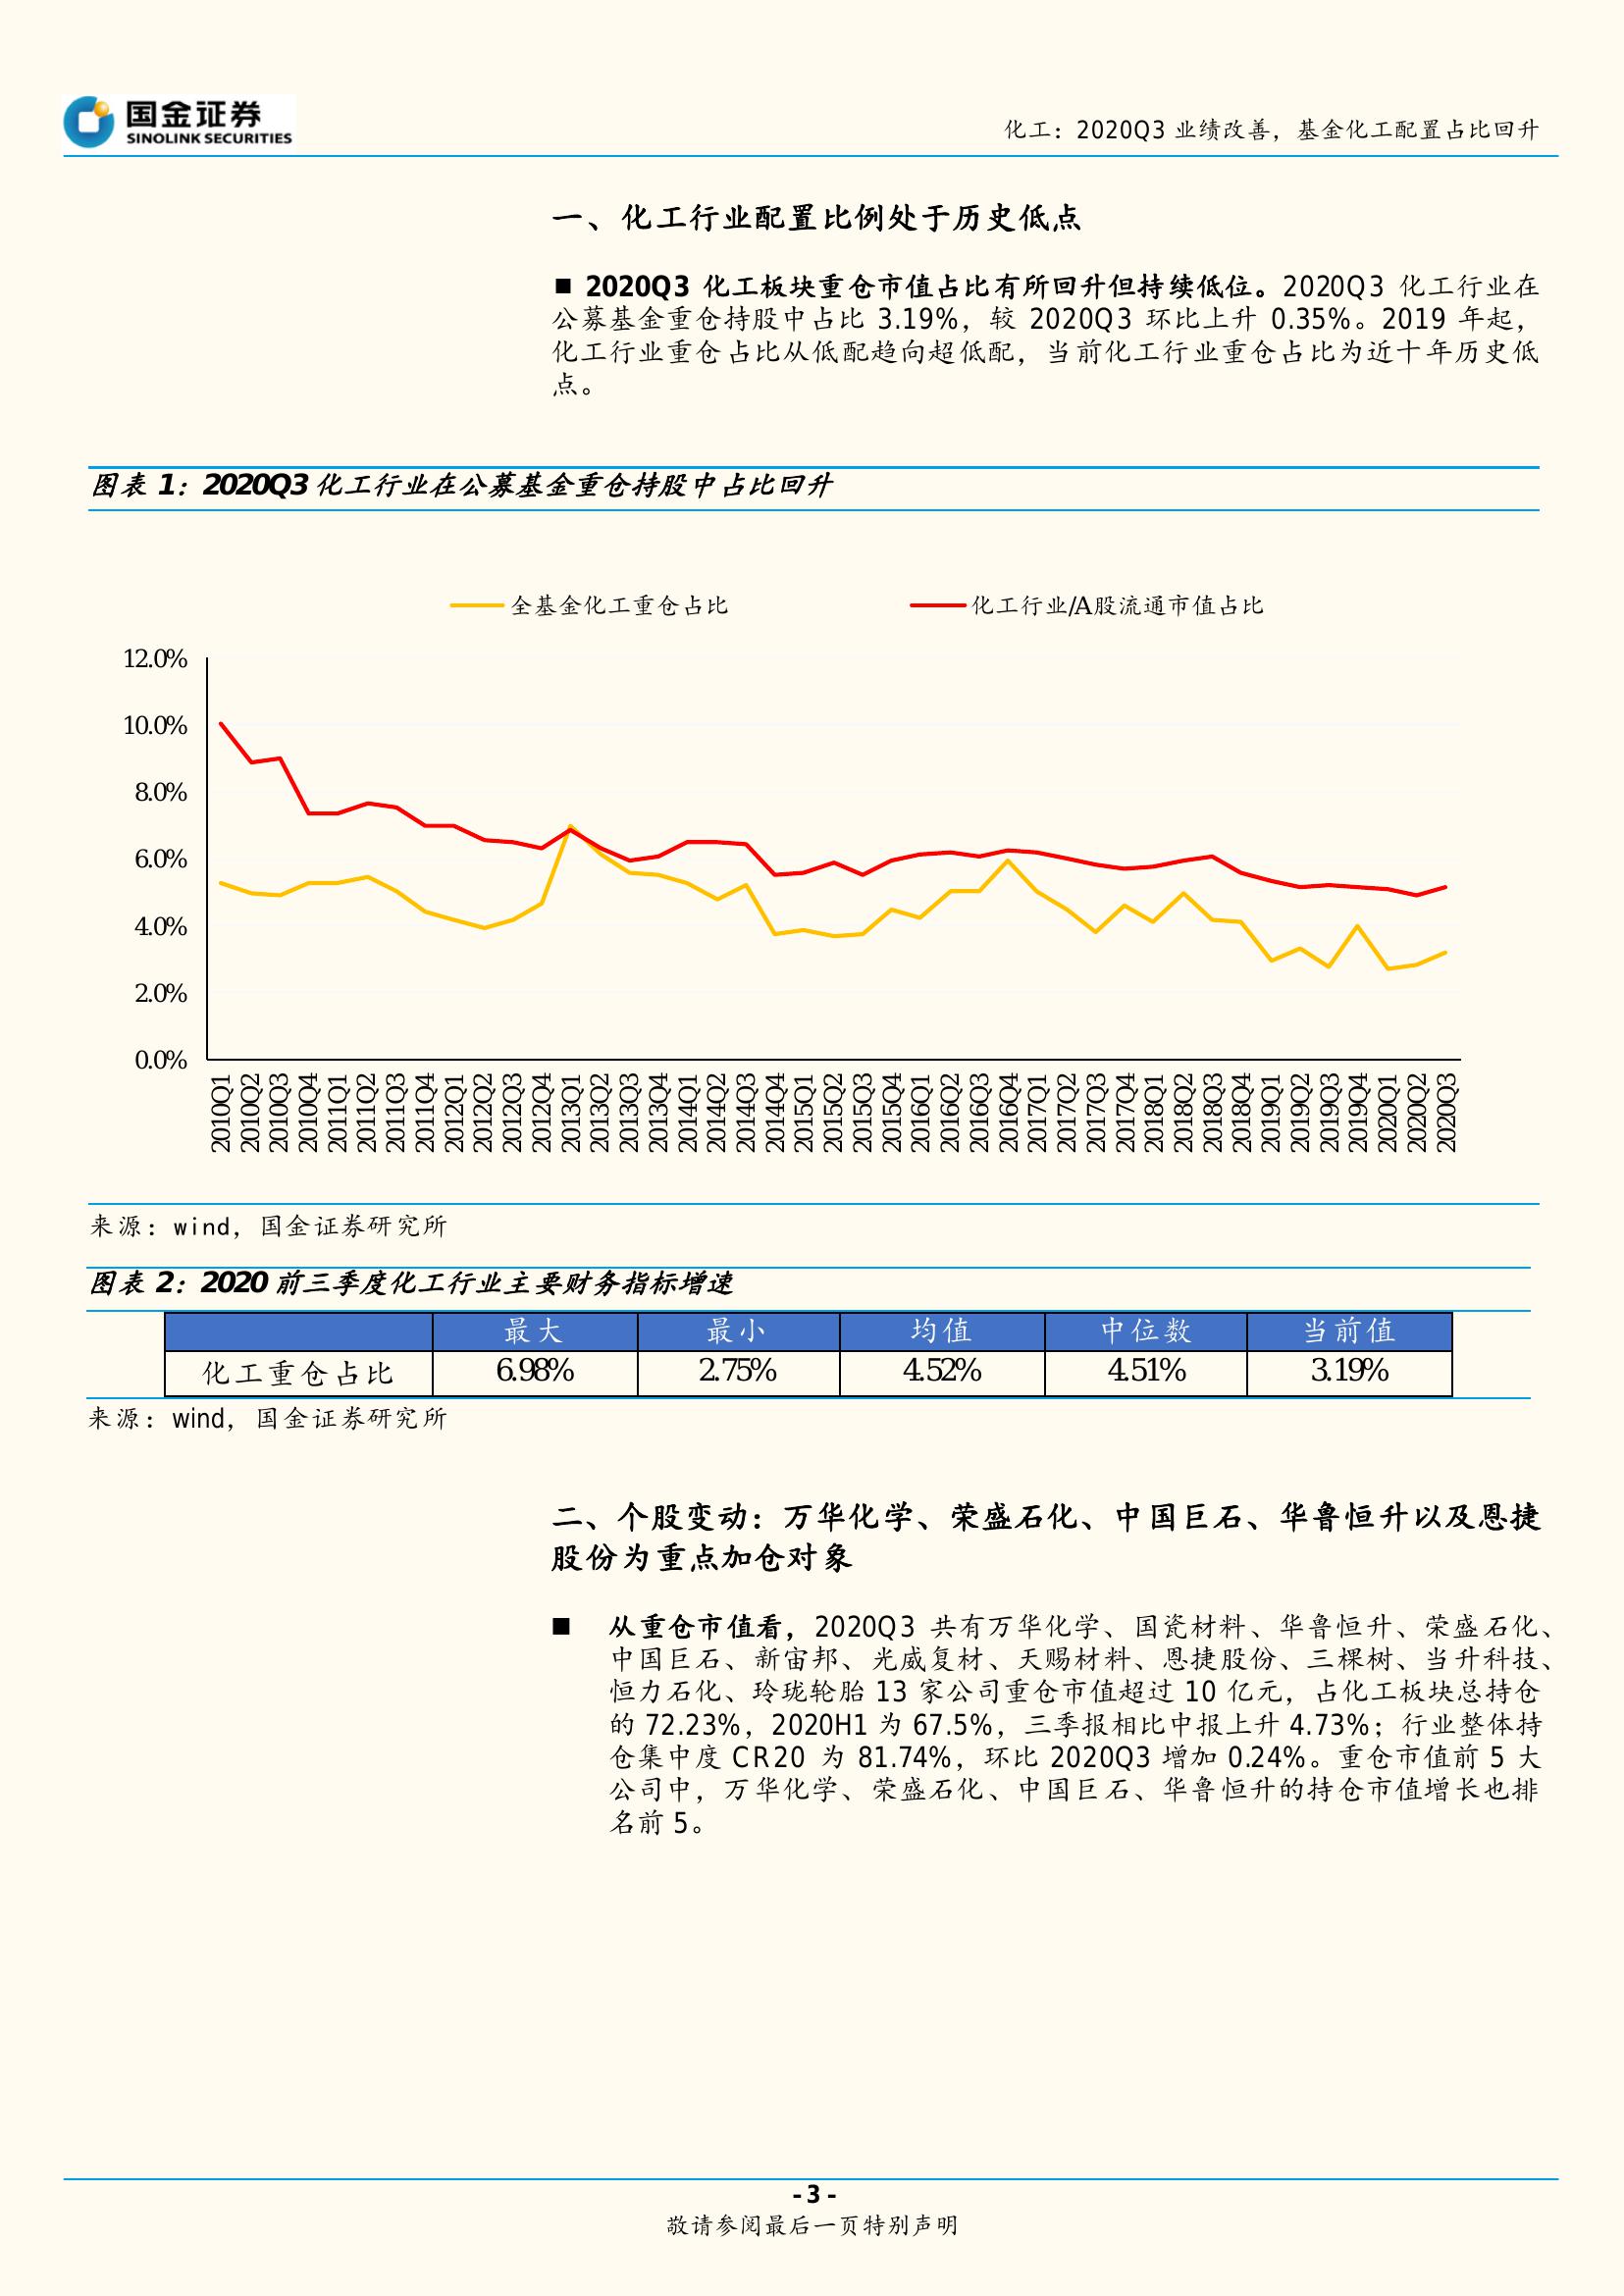 国金证券
SINOLINK SECURITIES
化工：2020Q3 业绩改善，基金化工配置占比回升
一、化工行业配置比例处于历史低点
■ 2020Q3 化工板块重仓市值占比有所回升但持续低位。2020Q3 化工行业在
公募基金重仓持股中占比 3.19%，较 2020Q3 环比上升 0.35%。2019 年起，
化工行业重仓占比从低配趋向超低配，当前化工行业重仓占比为近十年历史低
点。
图表 1：2020Q3 化工行业在公募基金重仓持股中占比回升
全基金化工重仓占比 化工行业/A股流通市值占比
12.0%
10.0%
8.0%
6.0%
4.0%
2.0%
0.0%
2010Q1 2010Q2 2010Q3 2010Q4 2011Q1 2011Q2 2011Q3 2011Q4 2012Q1 2012Q2 2012Q3 2012Q4 2013Q1 2013Q2 2013Q3 2013Q4 2014Q1 2014Q2 2014Q3 2014Q4 2015Q1 2015Q2 2015Q3 2015Q4 2016Q1 2016Q2 2016Q3 2016Q4 2017Q1 2017Q2 2017Q3 2017Q4 2018Q1 2018Q2 2018Q3 2018Q4 2019Q1 2019Q2 2019Q3 2019Q4 2020Q1 2020Q2 2020Q3
来源：wind，国金证券研究所
图表 2：2020 前三季度化工行业主要财务指标增速
最大 最小 均值 中位数 当前值
化工重仓占比 6.98% 2.75% 4.52% 4.51% 3.19%
来源：wind，国金证券研究所
二、个股变动：万华化学、荣盛石化、中国巨石、华鲁恒升以及恩捷
股份为重点加仓对象
■ 从重仓市值看，2020Q3 共有万华化学、国瓷材料、华鲁恒升、荣盛石化、
中国巨石、新宙邦、光威复材、天赐材料、恩捷股份、三棵树、当升科技、
恒力石化、玲珑轮胎 13 家公司重仓市值超过 10 亿元，占化工板块总持仓
的 72.23%，2020H1 为 67.5%，三季报相比中报上升 4.73%；行业整体持
仓集中度 CR20 为 81.74%，环比 2020Q3 增加 0.24%。重仓市值前 5 大
公司中，万华化学、荣盛石化、中国巨石、华鲁恒升的持仓市值增长也排
名前 5。
- 3 -
敬请参阅最后一页特别声明